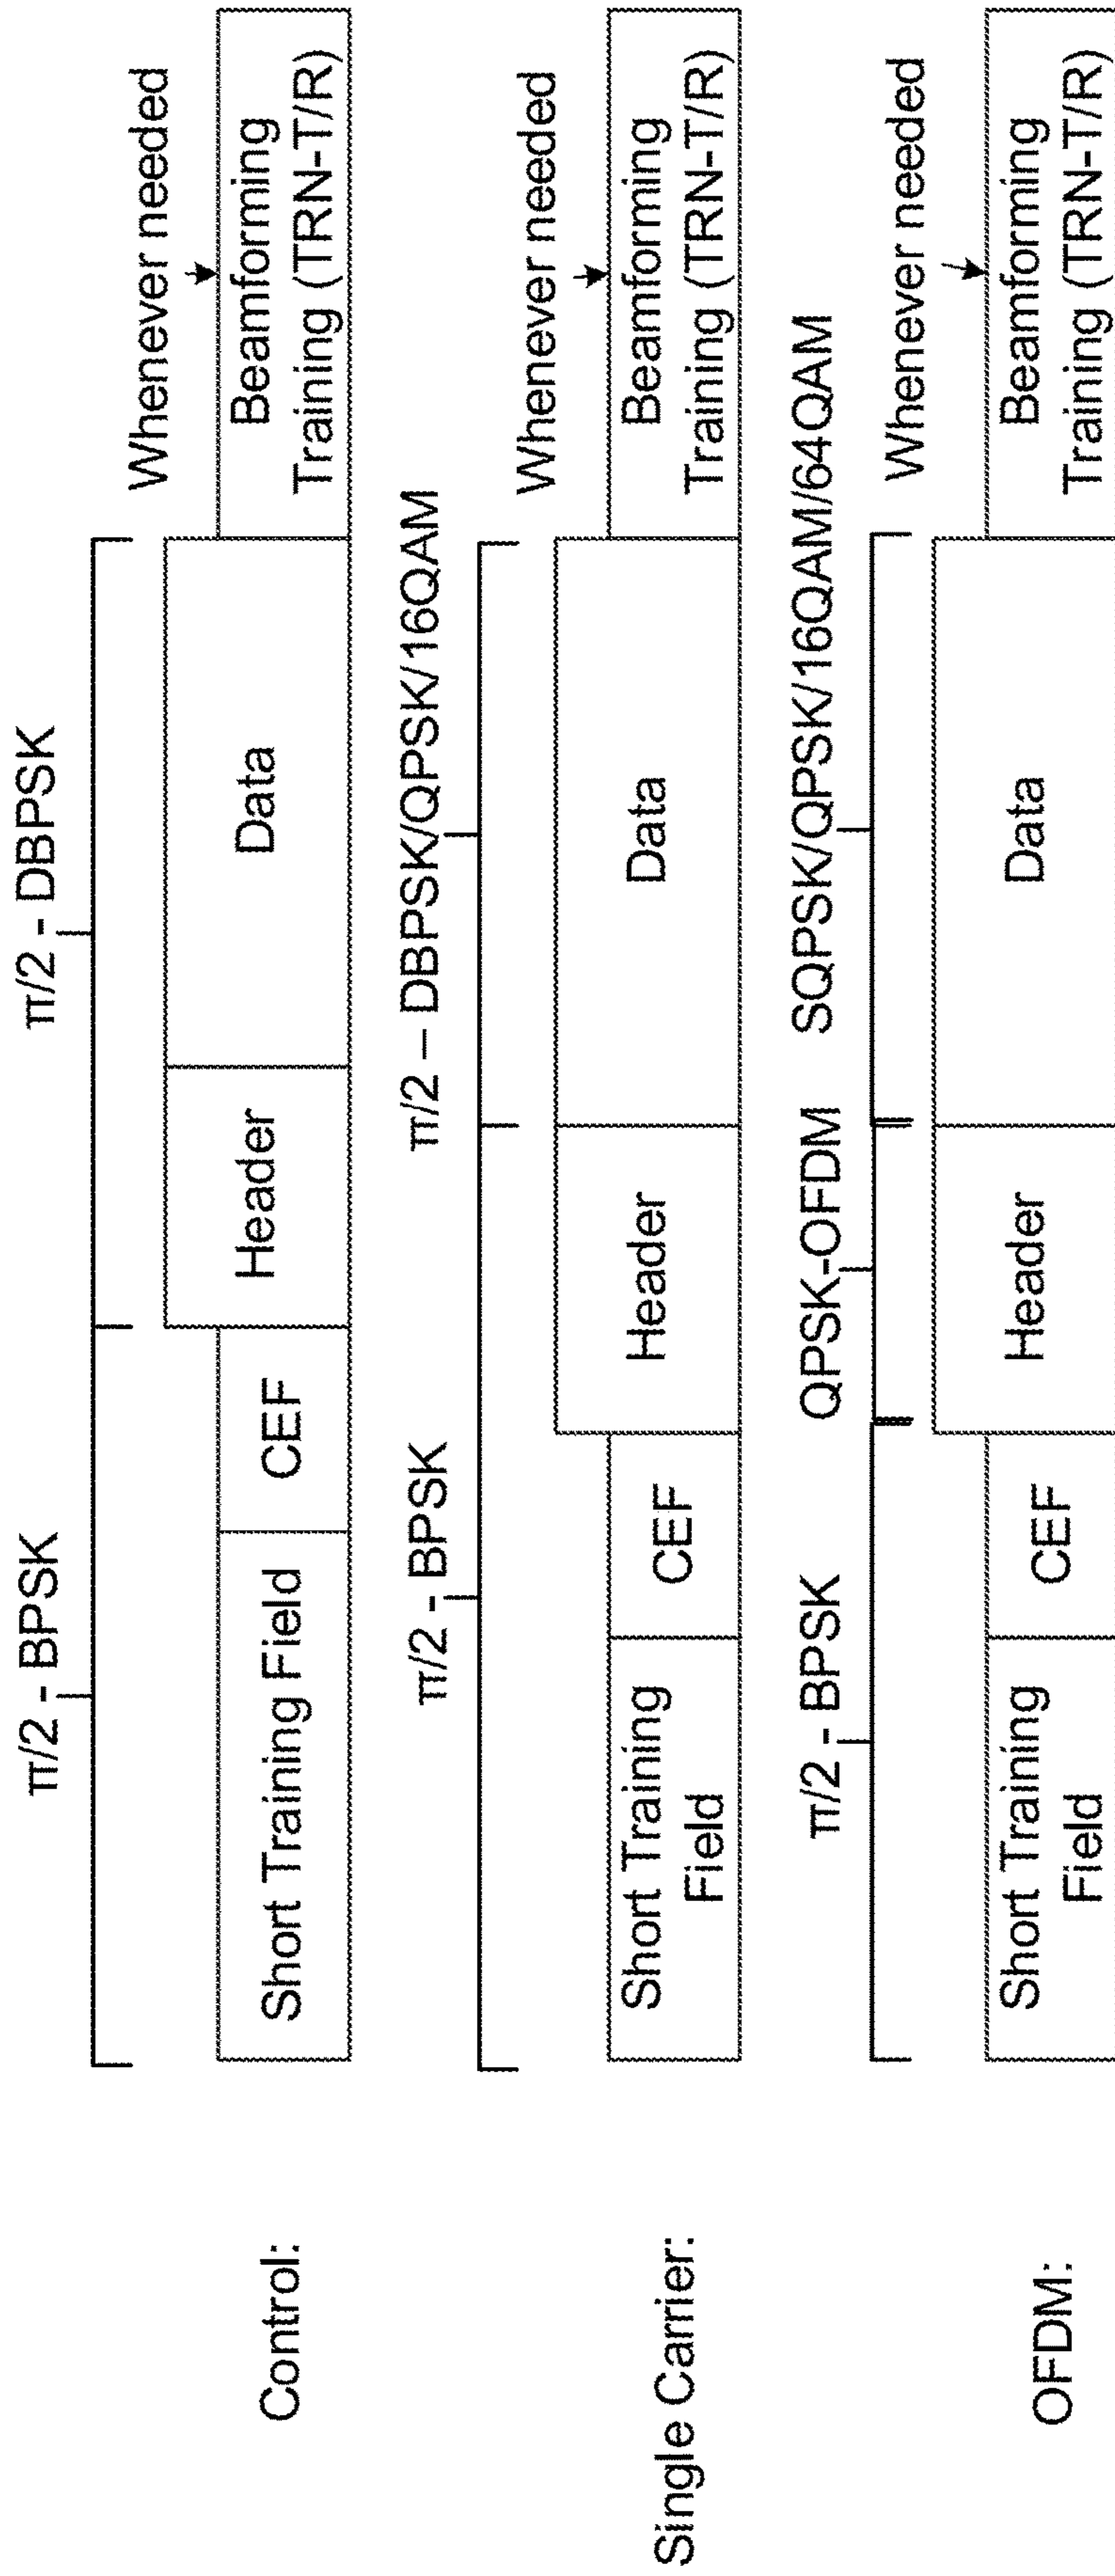 π/2 - BPSK
π/2 - DBPSK
Whenever needed
Control:
Short Training Field
CEF
Header
Data
Beamforming
Training (TRN-T/R)
π/2 - BPSK
π/2 – DBPSK/QPSK/16QAM
Whenever needed
Single Carrier:
Short Training
Field
CEF
Header
Data
Beamforming
Training (TRN-T/R)
π/2 - BPSK
QPSK-OFDM
SQPSK/QPSK/16QAM/64QAM
Whenever needed
OFDM:
Short Training
Field
CEF
Header
Data
Beamforming
Training (TRN-T/R)